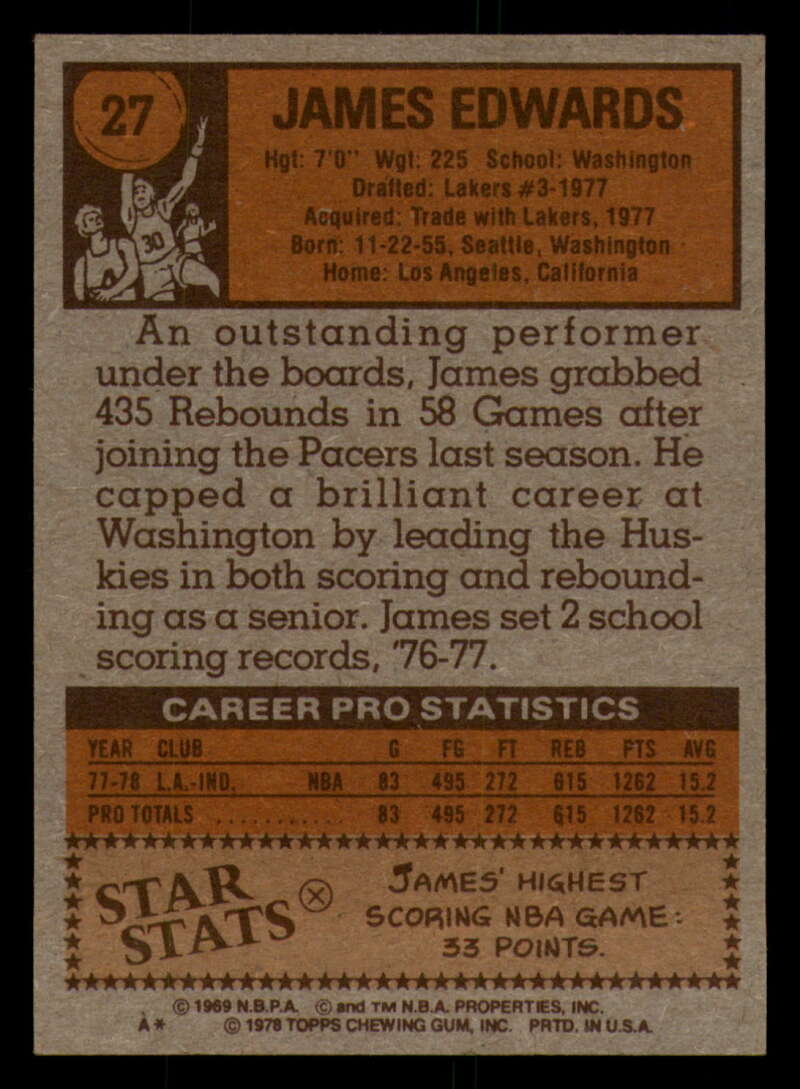 27
JAMES EDWARDS
Hgt: 7'0" Wgt: 225 School: Washington
Drafted: Lakers #3-1977
Acquired: Trade with Lakers, 1977
Born: 11-22-55, Seattle, Washington
Home: Los Angeles, California
30
An outstanding performer
under the boards, James grabbed
435 Rebounds in 58 Games after
joining the Pacers last season. He
capped a brilliant career at
Washington by leading the Hus-
kies in both scoring and rebound-
ing as a senior. James set 2 school
scoring records, '76-77.
CAREER PRO STATISTICS
YEAR CLUB G FG FT REB PTS AVG
77-78 L.A.-IND. NBA 83 495 272 615 1262 15.2
PRO TOTALS ............ 83 495 272 615 1262 15.2
STAR
STATS
JAMES' HIGHEST
SCORING NBA GAME:
33 POINTS.
© 1969 N.B.P.A. © and TM N.B.A. PROPERTIES, INC.
A* © 1978 TOPPS CHEWING GUM, INC. PRTD. IN U.S.A.